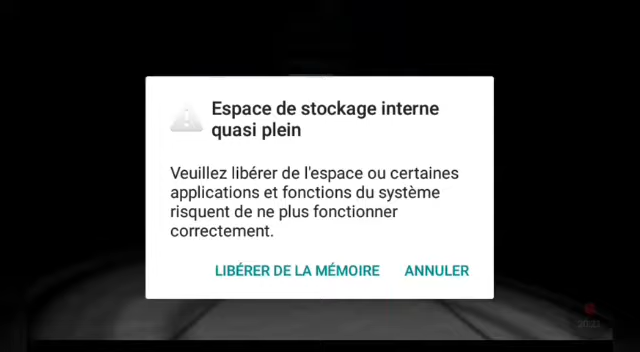 Espace de stockage interne
quasi plein
Veuillez libérer de l'espace ou certaines
applications et fonctions du système
risquent de ne plus fonctionner
correctement.
LIBÉRER DE LA MÉMOIRE ANNULER